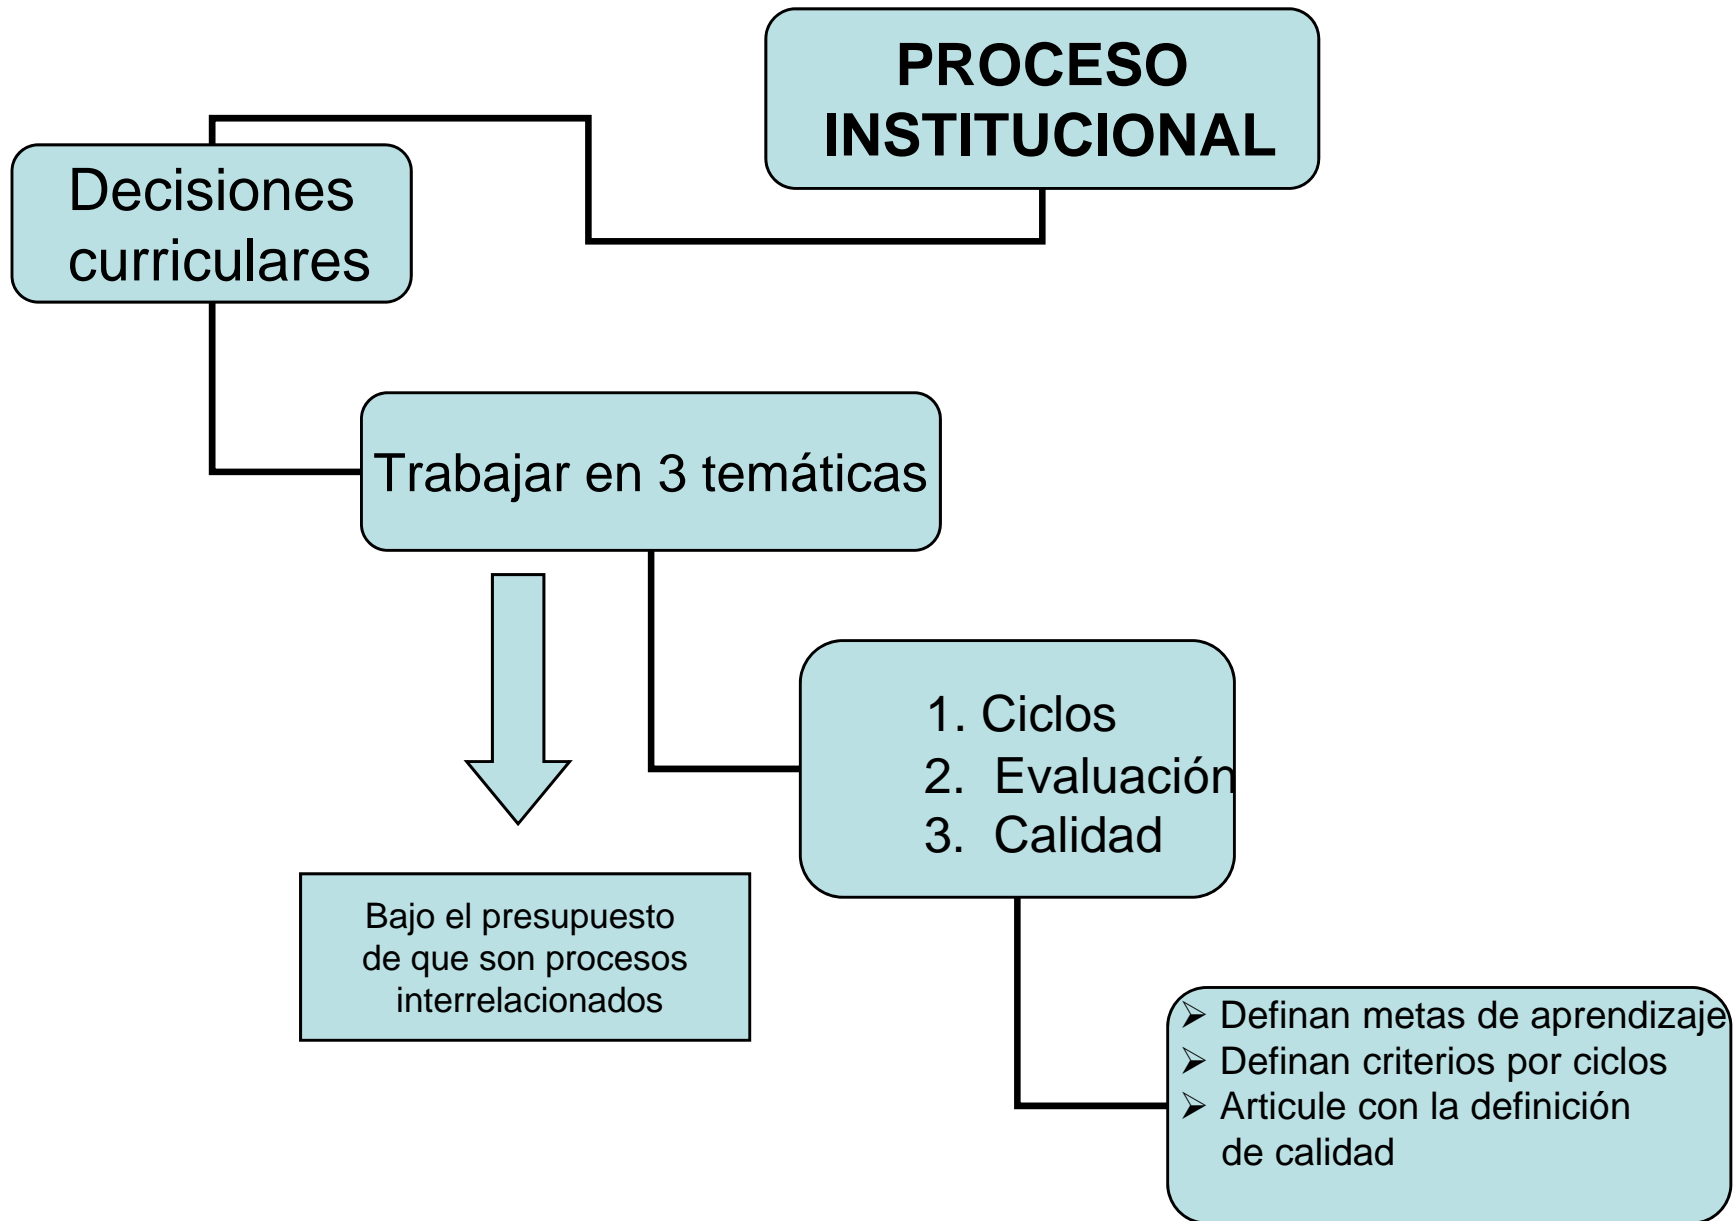 PROCESO
INSTITUCIONAL
Decisiones
curriculares
Trabajar en 3 temáticas
1. Ciclos
2. Evaluación
3. Calidad
Bajo el presupuesto
de que son procesos
interrelacionados
➢ Definan metas de aprendizaje
➢ Definan criterios por ciclos
➢ Articule con la definición
de calidad